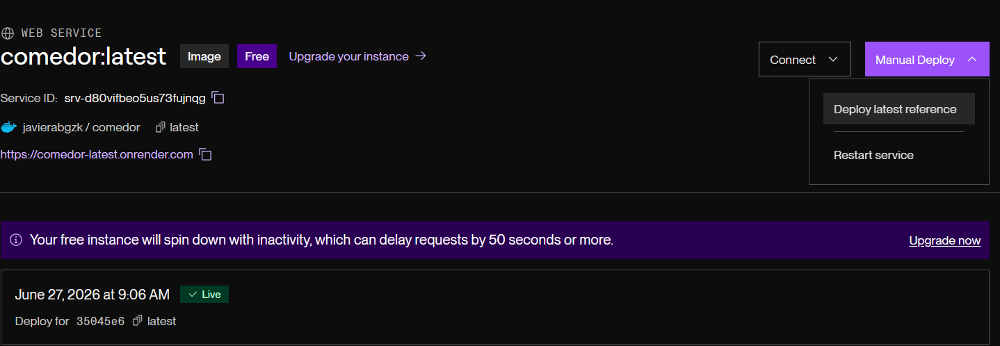 WEB SERVICE
comedor:latest Image Free Upgrade your instance →
Connect Manual Deploy
Service ID: srv-d80vifbeo5us73fujnqg
Deploy latest reference
javierabgzk / comedor latest
https://comedor-latest.onrender.com
Restart service
Your free instance will spin down with inactivity, which can delay requests by 50 seconds or more.
Upgrade now
June 27, 2026 at 9:06 AM Live
Deploy for 35045e6 latest